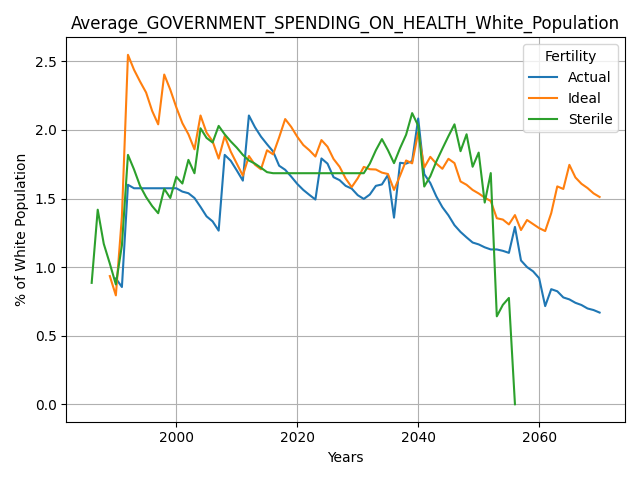 Average_GOVERNMENT_SPENDING_ON_HEALTH_White_Population
Fertility
Actual
Ideal
Sterile
% of White Population
2.5
2.0
1.5
1.0
0.5
0.0
2000 2020 2040 2060
Years